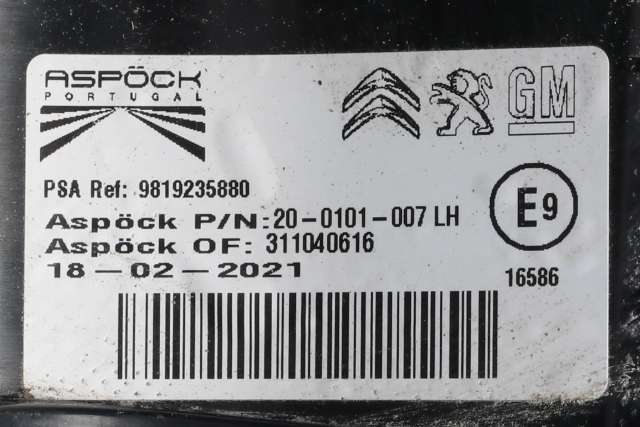 ASPÖCK
PORTUGAL
GM
PSA Ref: 9819235880
Aspöck P/N: 20-0101-007 LH
Aspöck OF: 311040616
18-02-2021
E9
16586